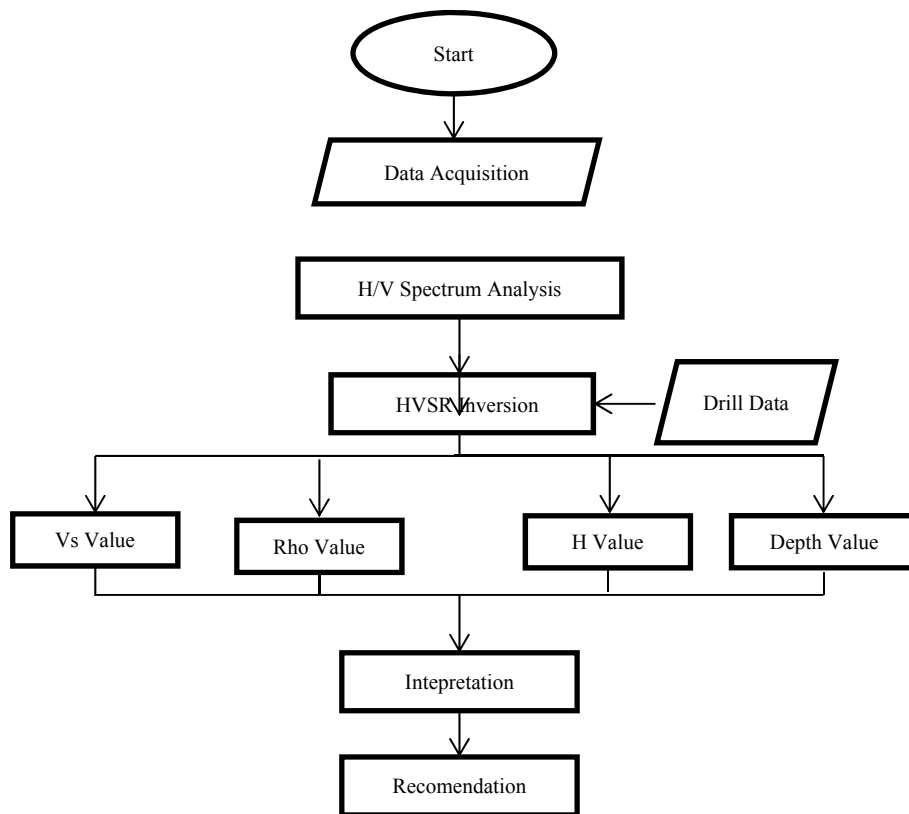 Start
Data Acquisition
H/V Spectrum Analysis
HVSR Inversion
Drill Data
Vs Value
Rho Value
H Value
Depth Value
Intepretation
Recomendation